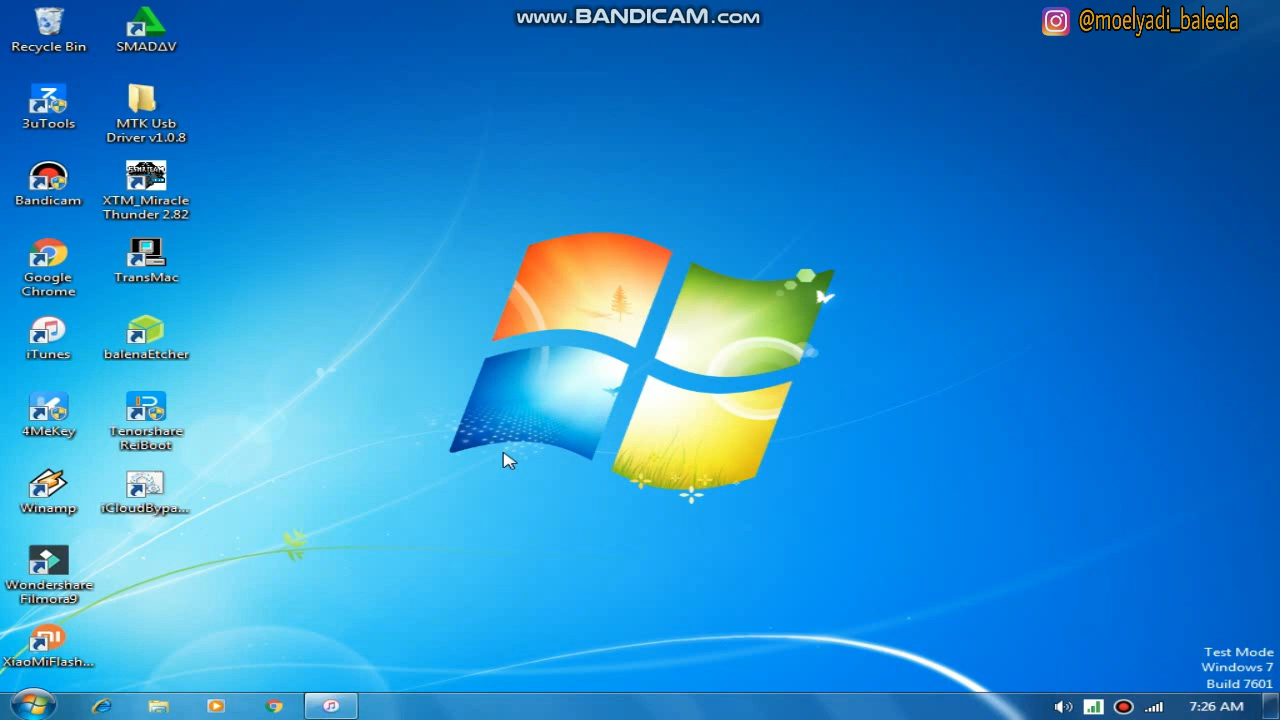 www.BANDICAM.com
@moelyadi_baleela
Recycle Bin
SMADΔV
3uTools
MTK Usb
Driver v1.0.8
Bandicam
XTM_Miracle
Thunder 2.82
Google
Chrome
TransMac
iTunes
balenaEtcher
4MeKey
Tenorshare
ReiBoot
Winamp
iCloudBypa...
Wondershare
Filmora9
XiaoMiFlash...
Test Mode
Windows 7
Build 7601
7:26 AM